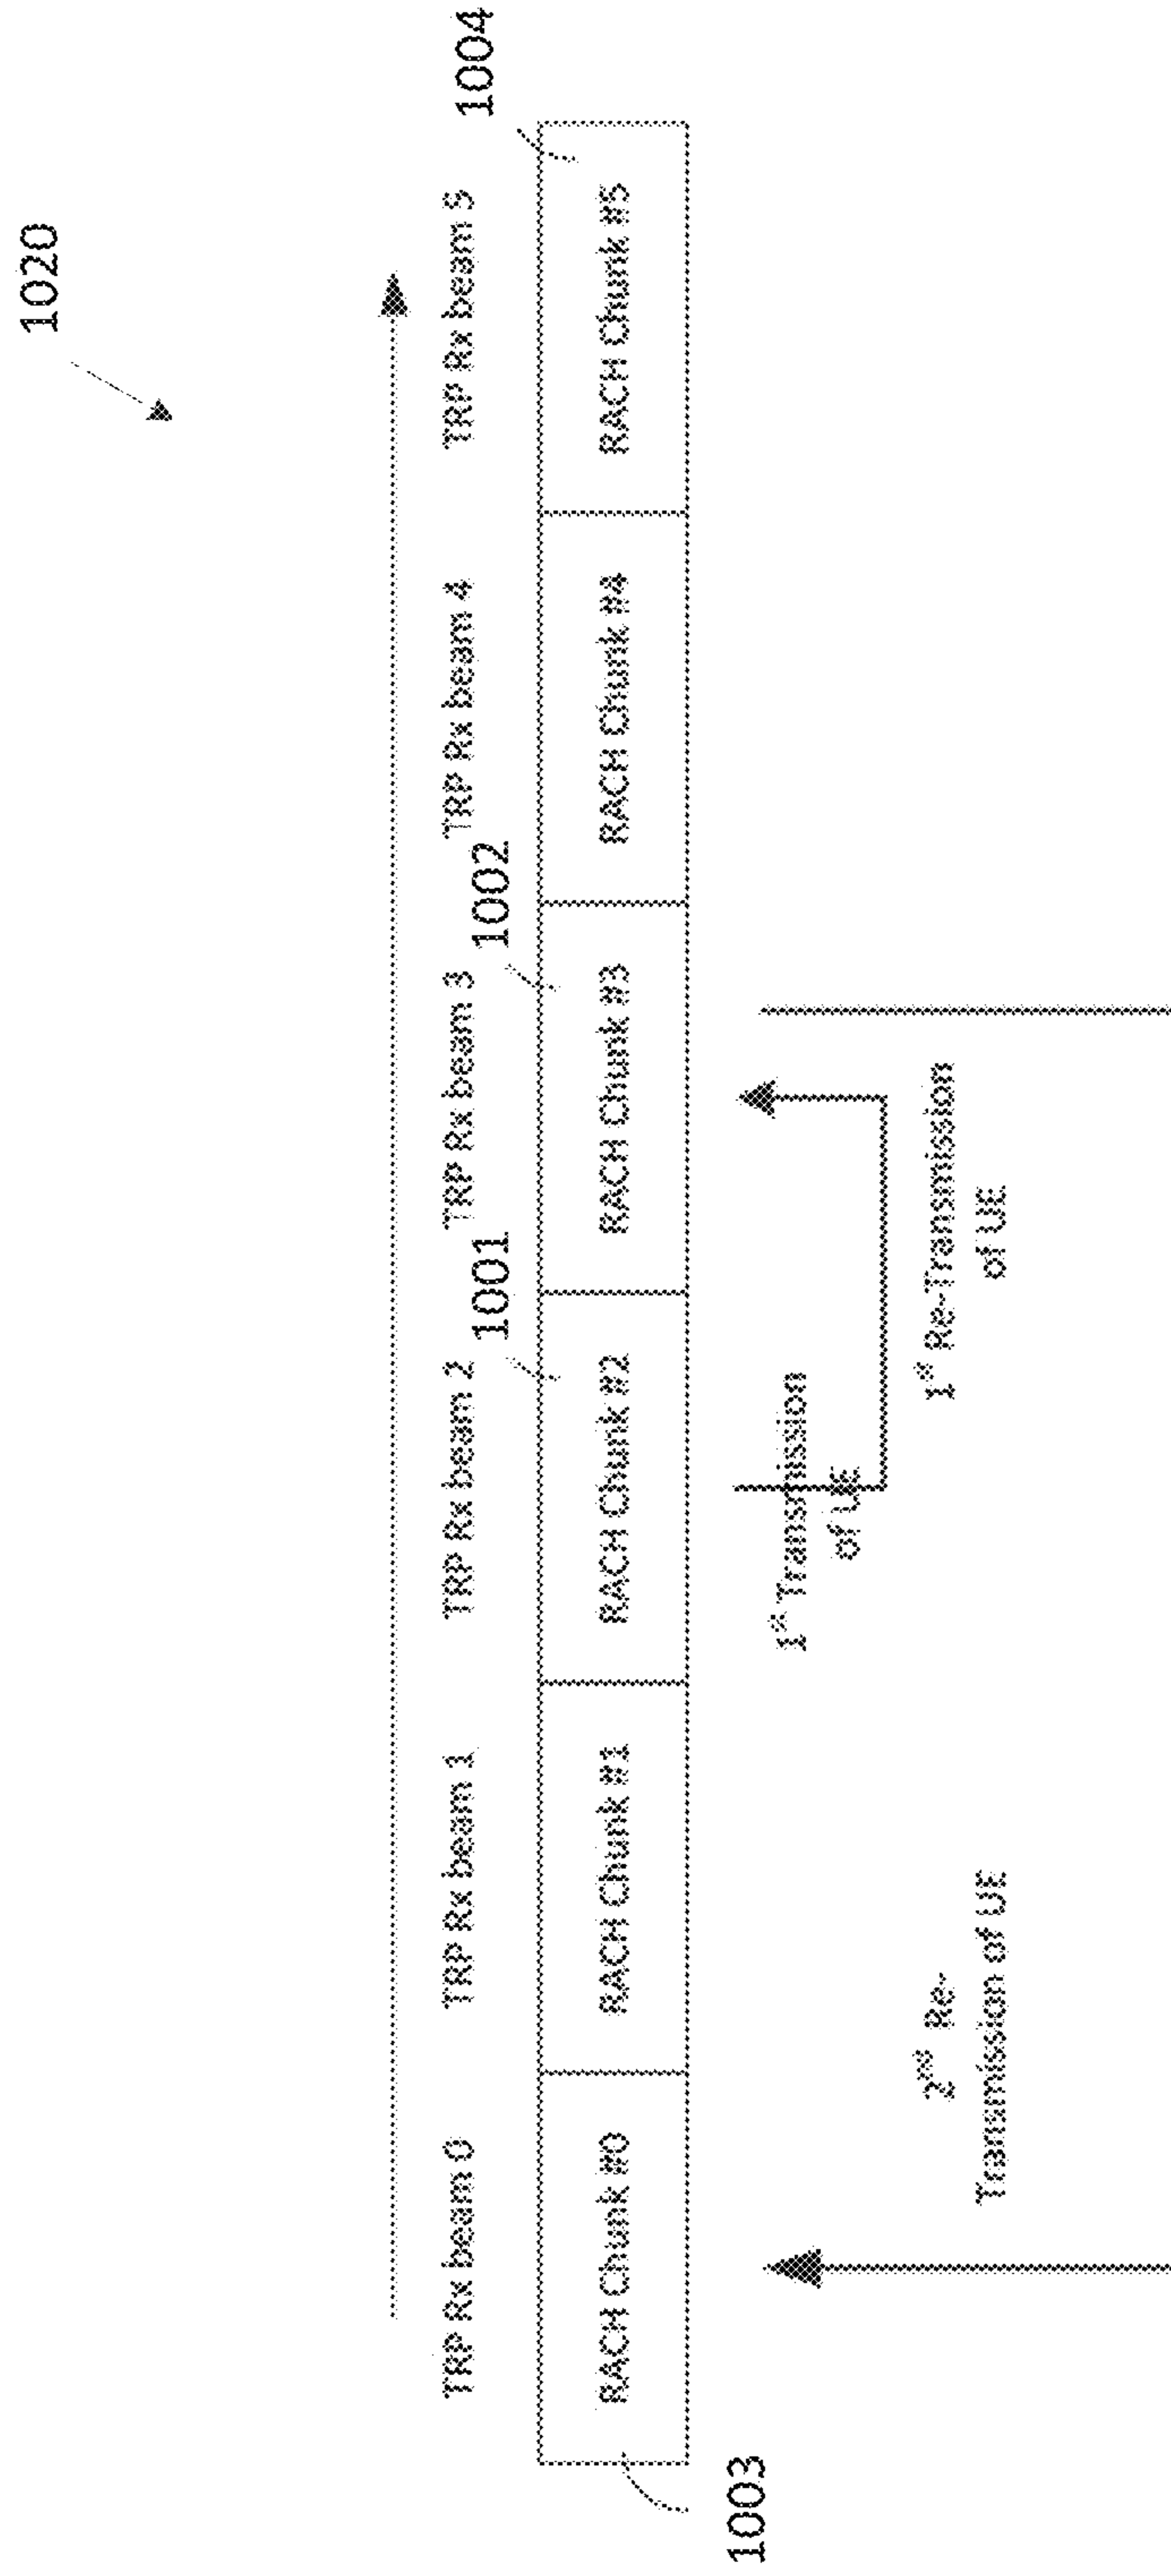 1020
TRP Rx beam 0
TRP Rx beam 1
TRP Rx beam 2
TRP Rx beam 3
TRP Rx beam 4
TRP Rx beam 5
1001
1002
1004
RACH Chunk #0
RACH Chunk #1
RACH Chunk #2
RACH Chunk #3
RACH Chunk #4
RACH Chunk #5
1003
1st Transmission
of UE
2nd Re-
Transmission of UE
1st Re-Transmission
of UE